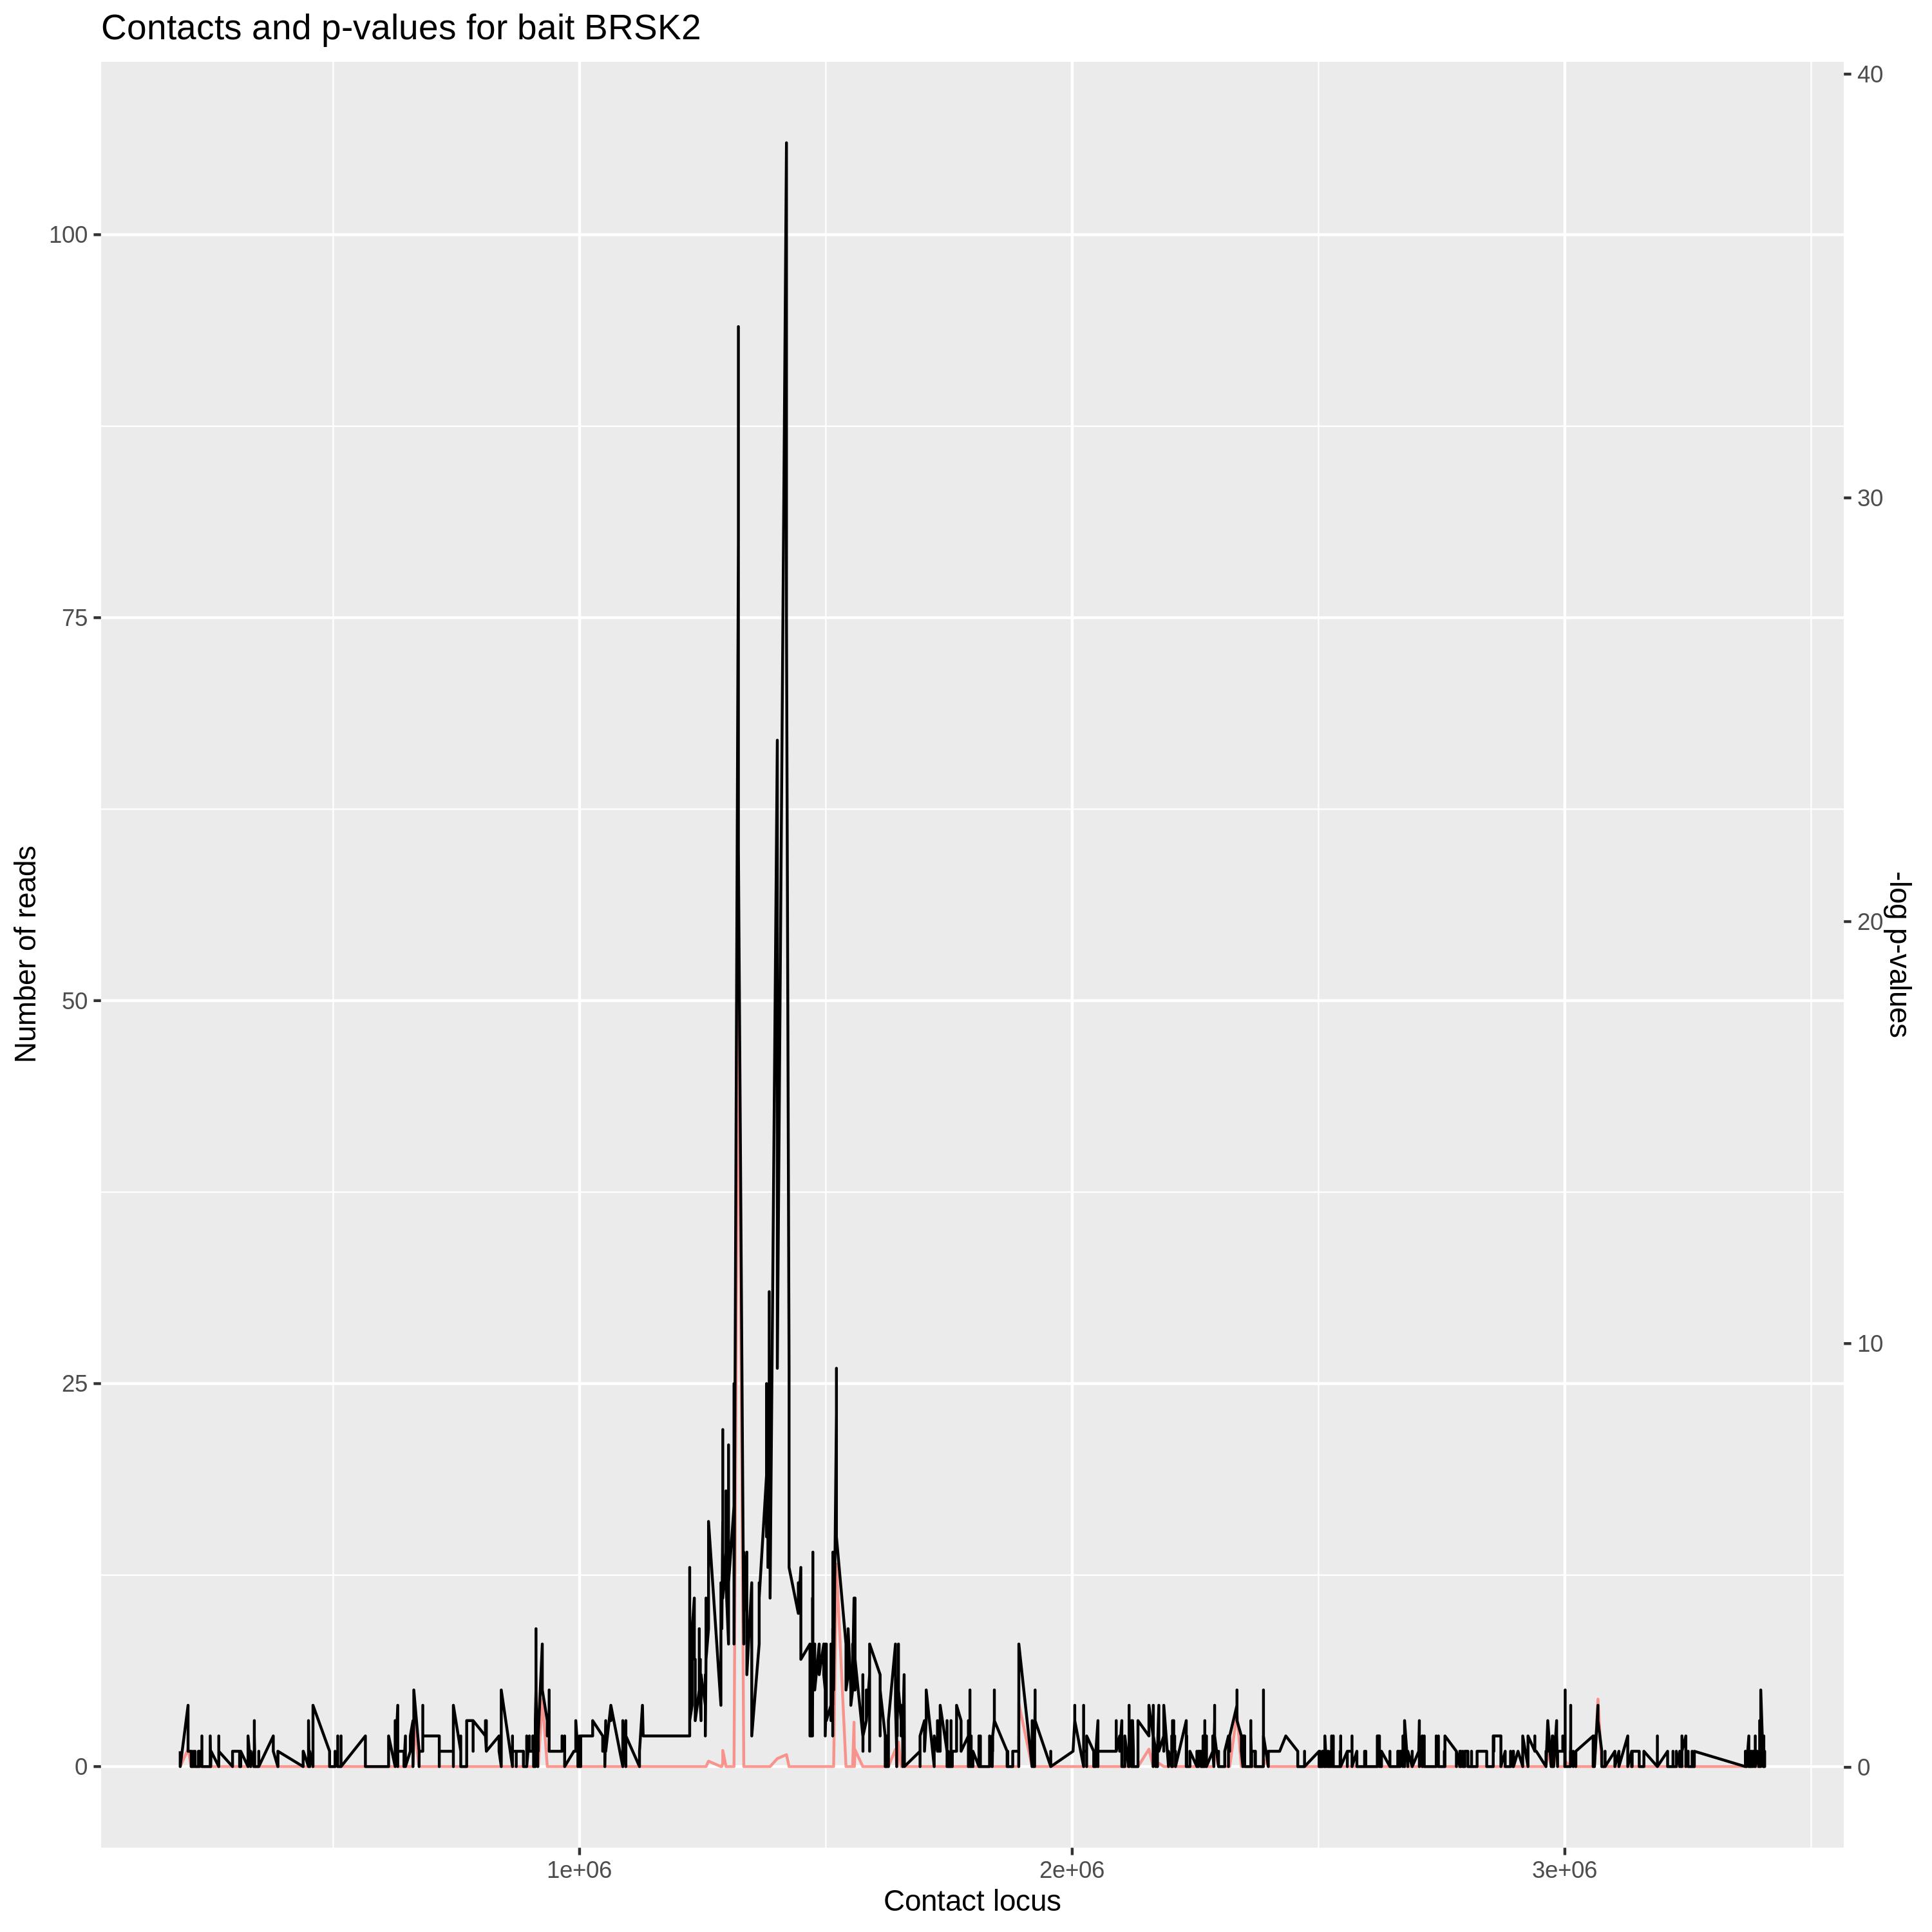 Contacts and p-values for bait BRSK2
Number of reads
100
75
50
25
0
40
30
20
10
0
-log p-values
1e+06
2e+06
3e+06
Contact locus